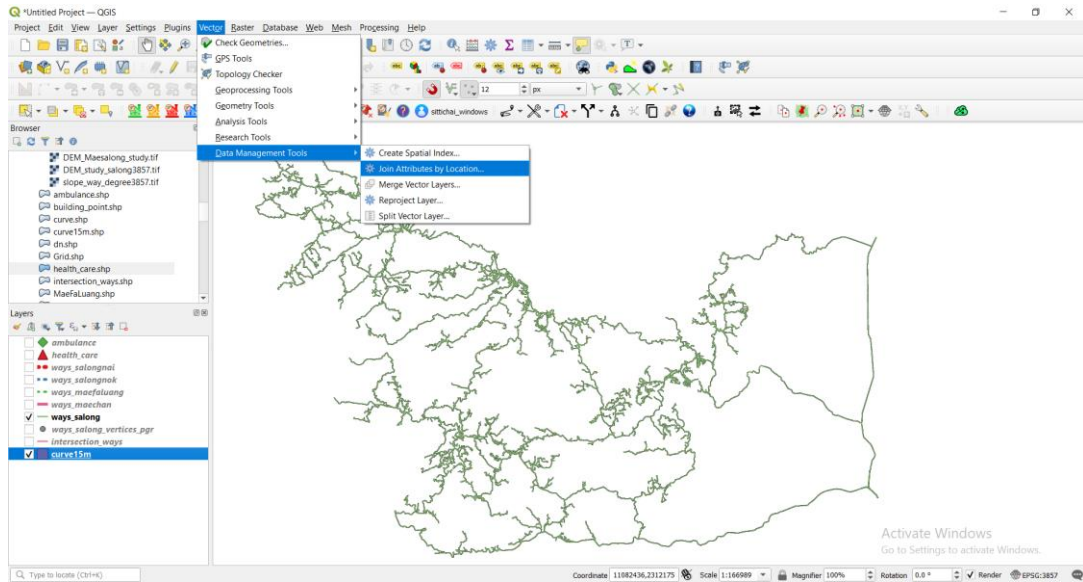 *Untitled Project — QGIS
Project Edit View Layer Settings Plugins Vector Raster Database Web Mesh Processing Help
Check Geometries...
GPS Tools
Topology Checker
Geoprocessing Tools
Geometry Tools
Analysis Tools
Research Tools
Data Management Tools
Create Spatial Index...
Join Attributes by Location...
Merge Vector Layers...
Reproject Layer...
Split Vector Layer...
12 px
sittichai_windows
Browser
DEM_Maesalong_study.tif
DEM_study_salong3857.tif
slope_way_degree3857.tif
ambulance.shp
building_point.shp
curve.shp
curve15m.shp
dn.shp
Grid.shp
health_care.shp
intersection_ways.shp
MaeFaLuang.shp
Layers
ambulance
health_care
ways_salongnai
ways_salongnok
ways_maefaluang
ways_maechan
ways_salong
ways_salong_vertices_pgr
intersection_ways
curve15m
Activate Windows
Go to Settings to activate Windows.
Type to locate (Ctrl+K)
Coordinate 11082436,2312175 Scale 1:166989 Magnifier 100% Rotation 0.0 ° Render EPSG:3857